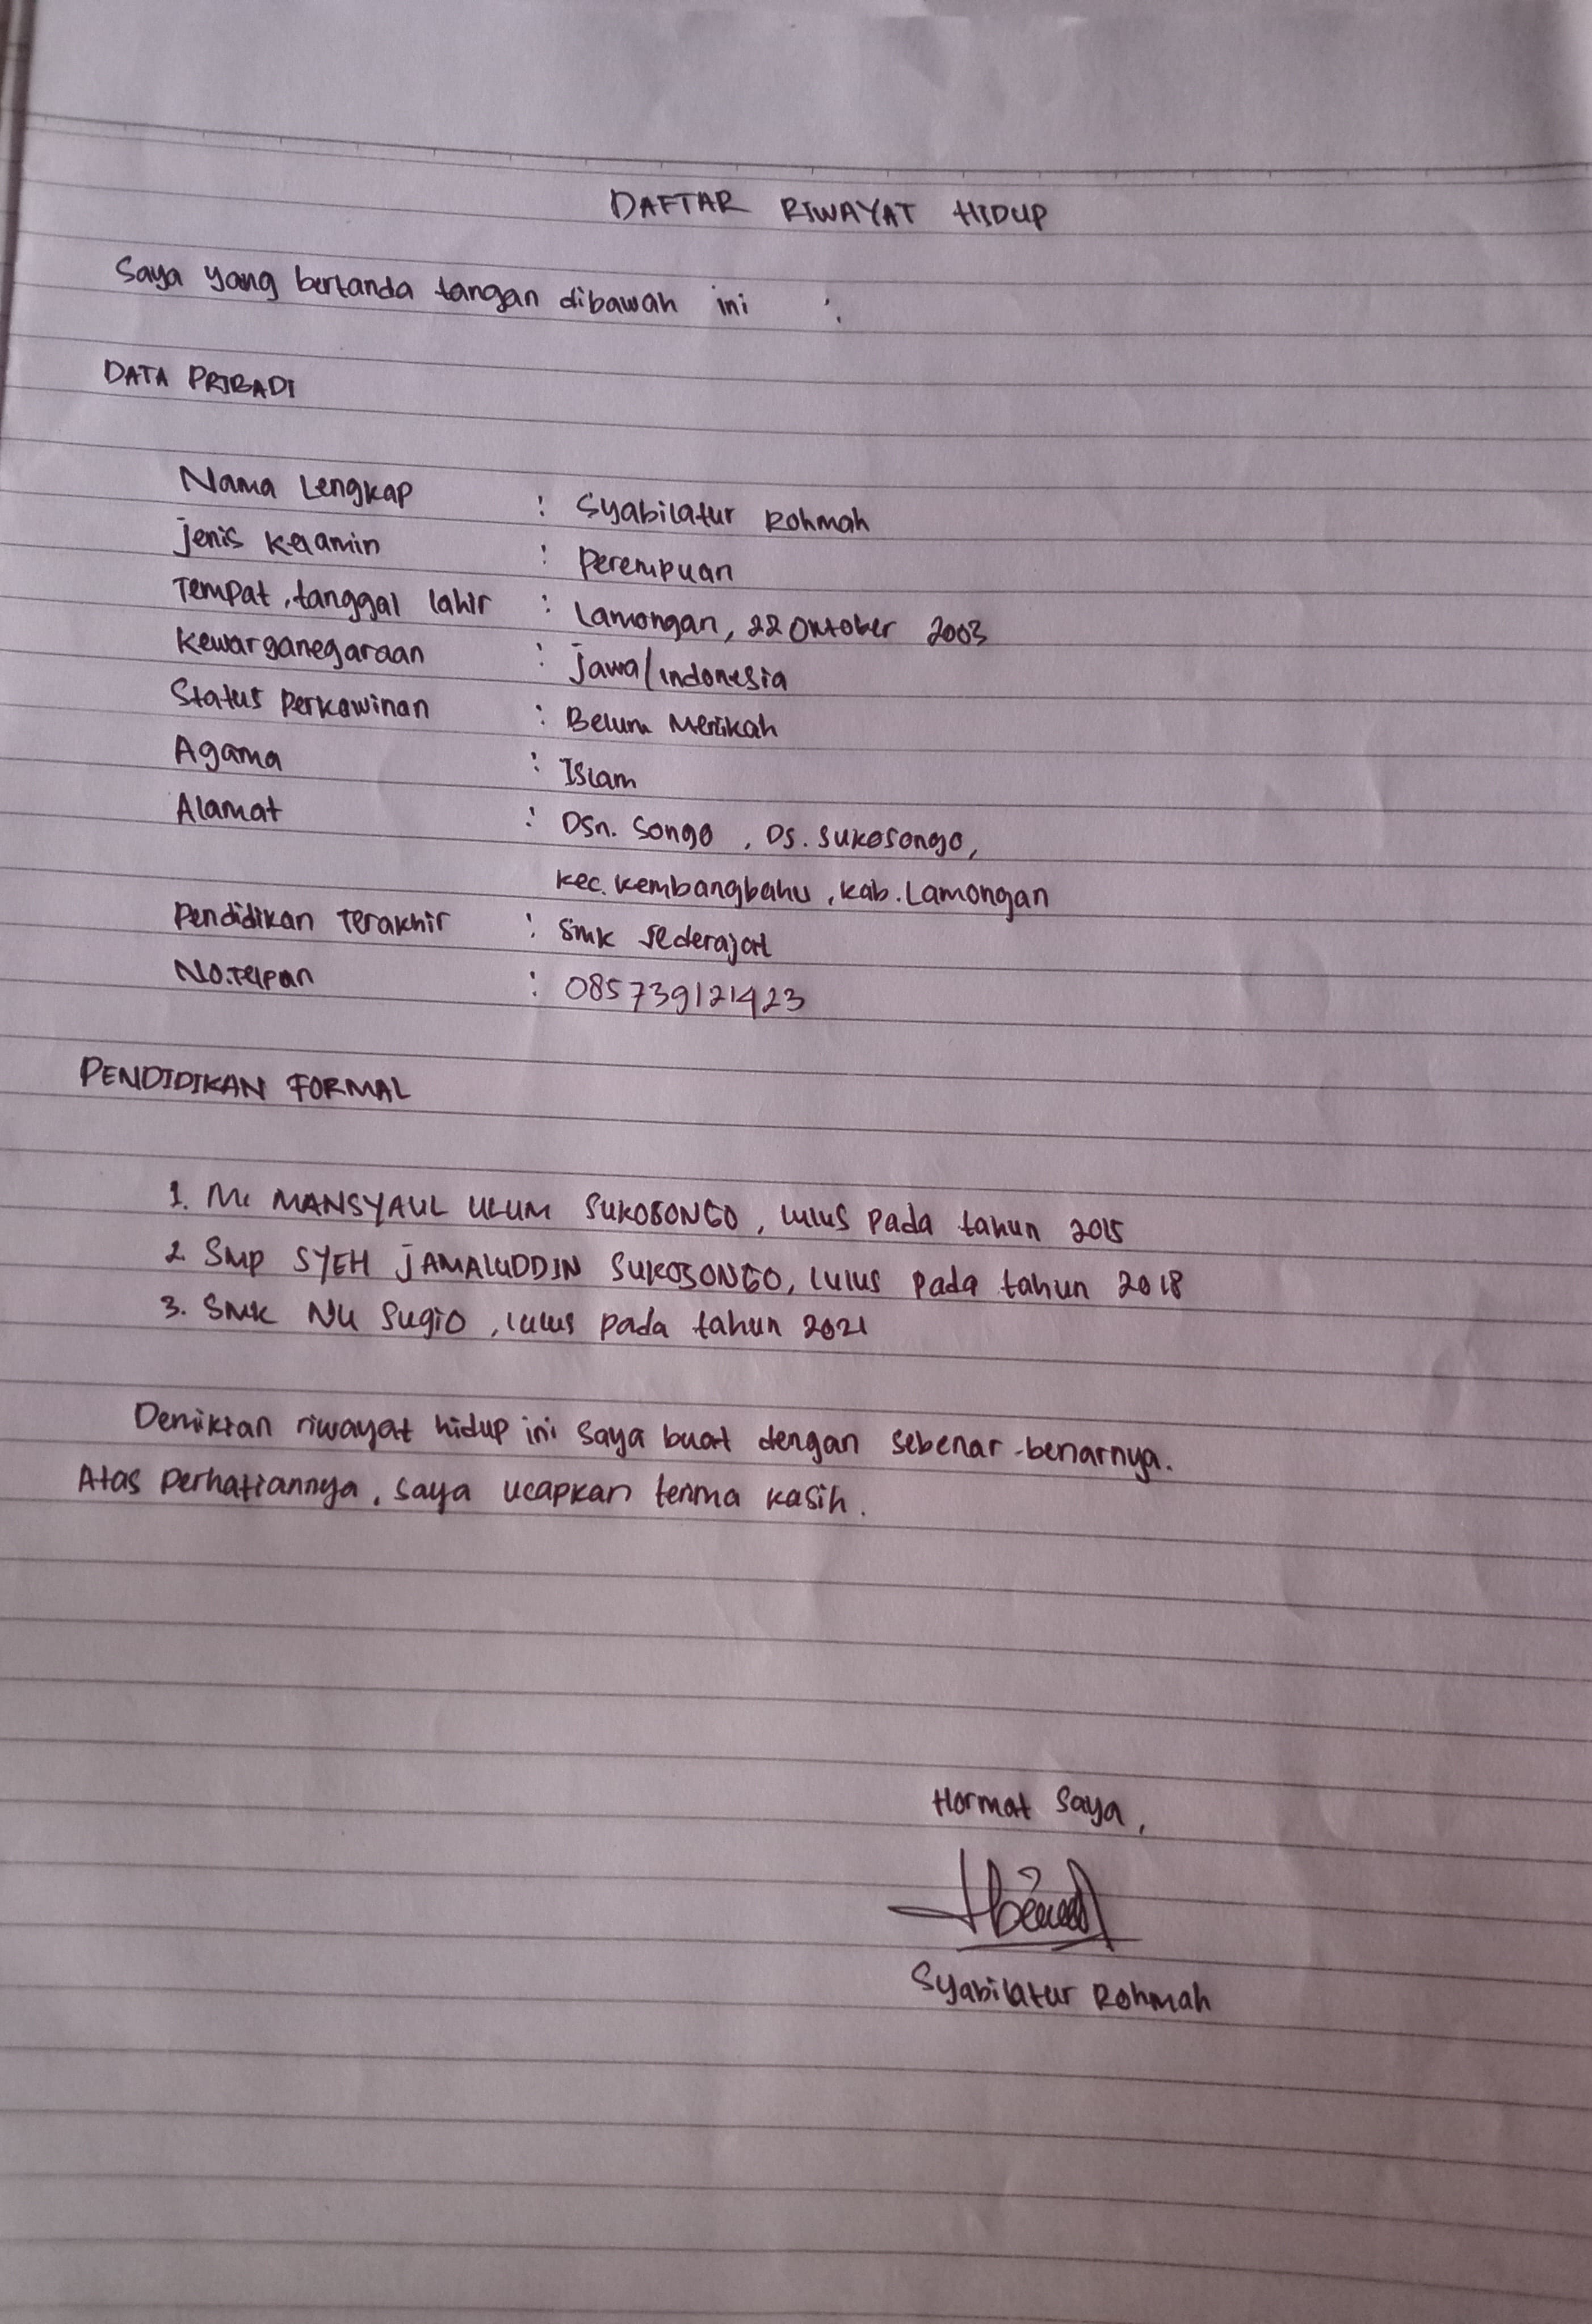 DAFTAR RIWAYAT HIDUP
Saya yang bertanda tangan dibawah ini :
DATA PRIBADI
Nama Lengkap : Syabilatur Rohmah
Jenis kelamin : Perempuan
Tempat, tanggal lahir : Lamongan, 22 Oktober 2003
Kewarganegaraan : Jawa/Indonesia
Status Perkawinan : Belum Menikah
Agama : Islam
Alamat : Dsn. Songo, Ds. Sukosongo,
Kec. Kembangbahu, Kab. Lamongan
Pendidikan Terakhir : Smk Sederajat
No. Telpan : 085739121423
PENDIDIKAN FORMAL
1. Mi MANSYAUL ULUM SUKOSONGO, lulus pada tahun 2015
2. Smp SYEH JAMALUDDIN SUKOSONGO, lulus pada tahun 2018
3. SMK NU Sugio, lulus pada tahun 2021
Demikian riwayat hidup ini saya buat dengan sebenar-benarnya.
Atas perhatiannya, saya ucapkan terima kasih.
Hormat Saya,
Syabilatur Rohmah